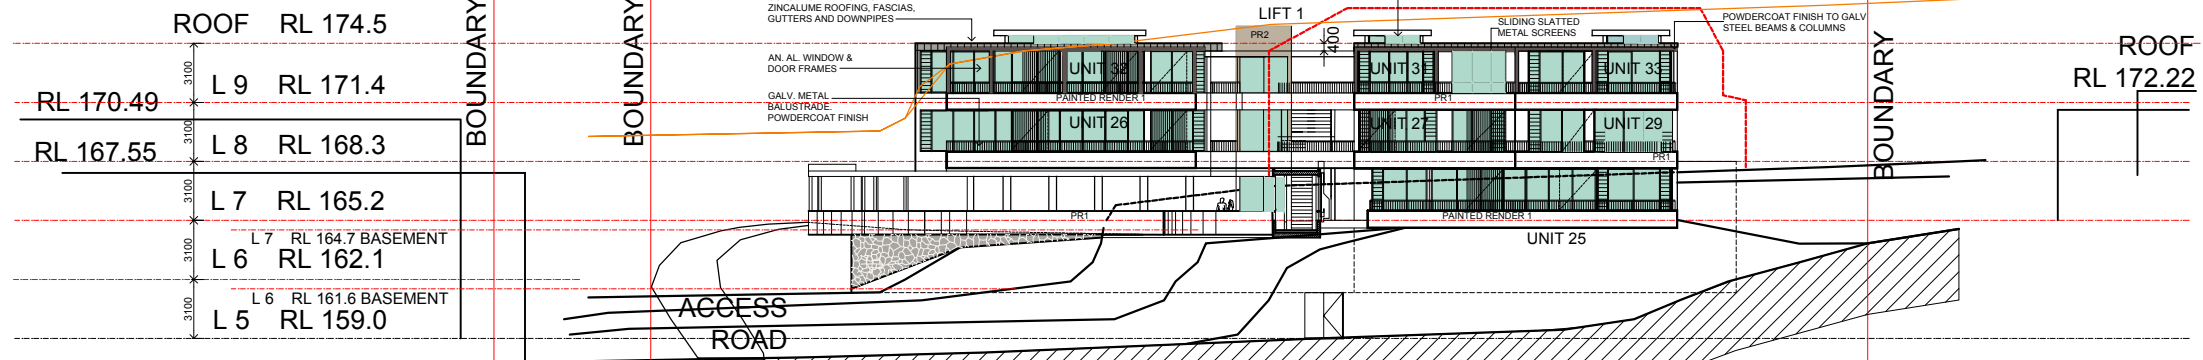 ROOF RL 174.5
3100
L 9 RL 171.4
RL 170.49
3100
L 8 RL 168.3
RL 167.55
3100
L 7 RL 165.2
L 7 RL 164.7 BASEMENT
3100
L 6 RL 162.1
L 6 RL 161.6 BASEMENT
3100
L 5 RL 159.0
BOUNDARY
BOUNDARY
ZINCALUME ROOFING, FASCIAS,
GUTTERS AND DOWNPIPES
AN. AL. WINDOW &
DOOR FRAMES
GALV. METAL
BALUSTRADE.
POWDERCOAT FINISH
LIFT 1
PR2
400
SLIDING SLATTED
METAL SCREENS
POWDERCOAT FINISH TO GALV
STEEL BEAMS & COLUMNS
UNIT 32
UNIT 31
UNIT 33
PAINTED RENDER 1
PR1
UNIT 26
UNIT 27
UNIT 29
PR1
PR1
PAINTED RENDER 1
UNIT 25
ACCESS
ROAD
BOUNDARY
ROOF
RL 172.22